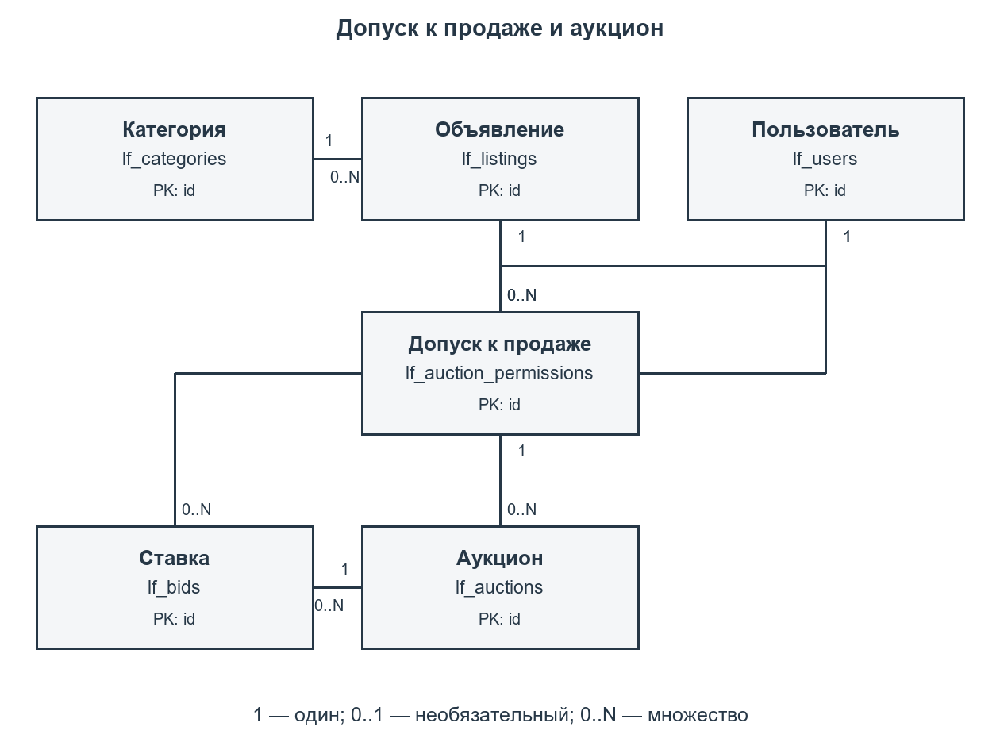 Допуск к продаже и аукцион
Категория
lf_categories
PK: id
1
0..N
Объявление
lf_listings
PK: id
Пользователь
lf_users
PK: id
1
1
0..N
Допуск к продаже
lf_auction_permissions
PK: id
1
0..N
0..N
Ставка
lf_bids
PK: id
1
0..N
Аукцион
lf_auctions
PK: id
1 — один; 0..1 — необязательный; 0..N — множество